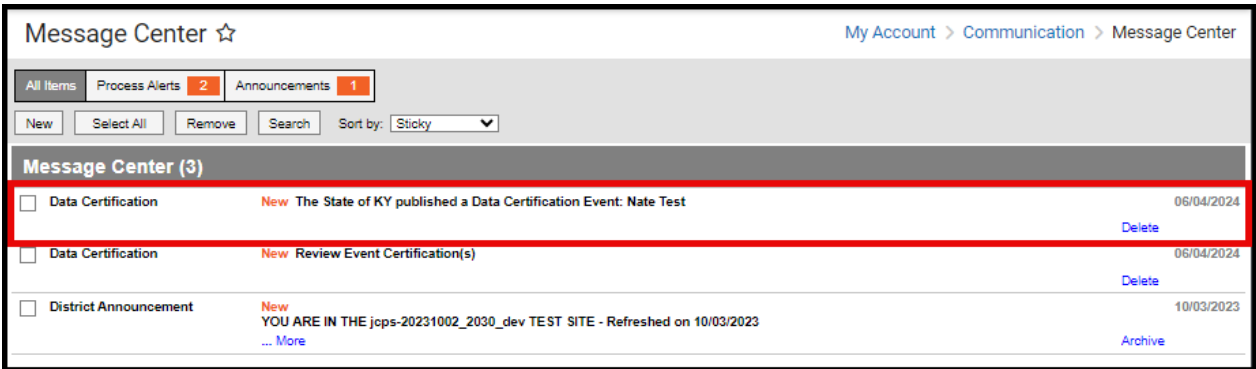 Message Center
My Account > Communication > Message Center
All Items Process Alerts 2 Announcements 1
New Select All Remove Search Sort by: Sticky
Message Center (3)
Data Certification New The State of KY published a Data Certification Event: Nate Test 06/04/2024
Delete
Data Certification New Review Event Certification(s) 06/04/2024
Delete
District Announcement New 10/03/2023
YOU ARE IN THE jcps-20231002_2030_dev TEST SITE - Refreshed on 10/03/2023
... More Archive